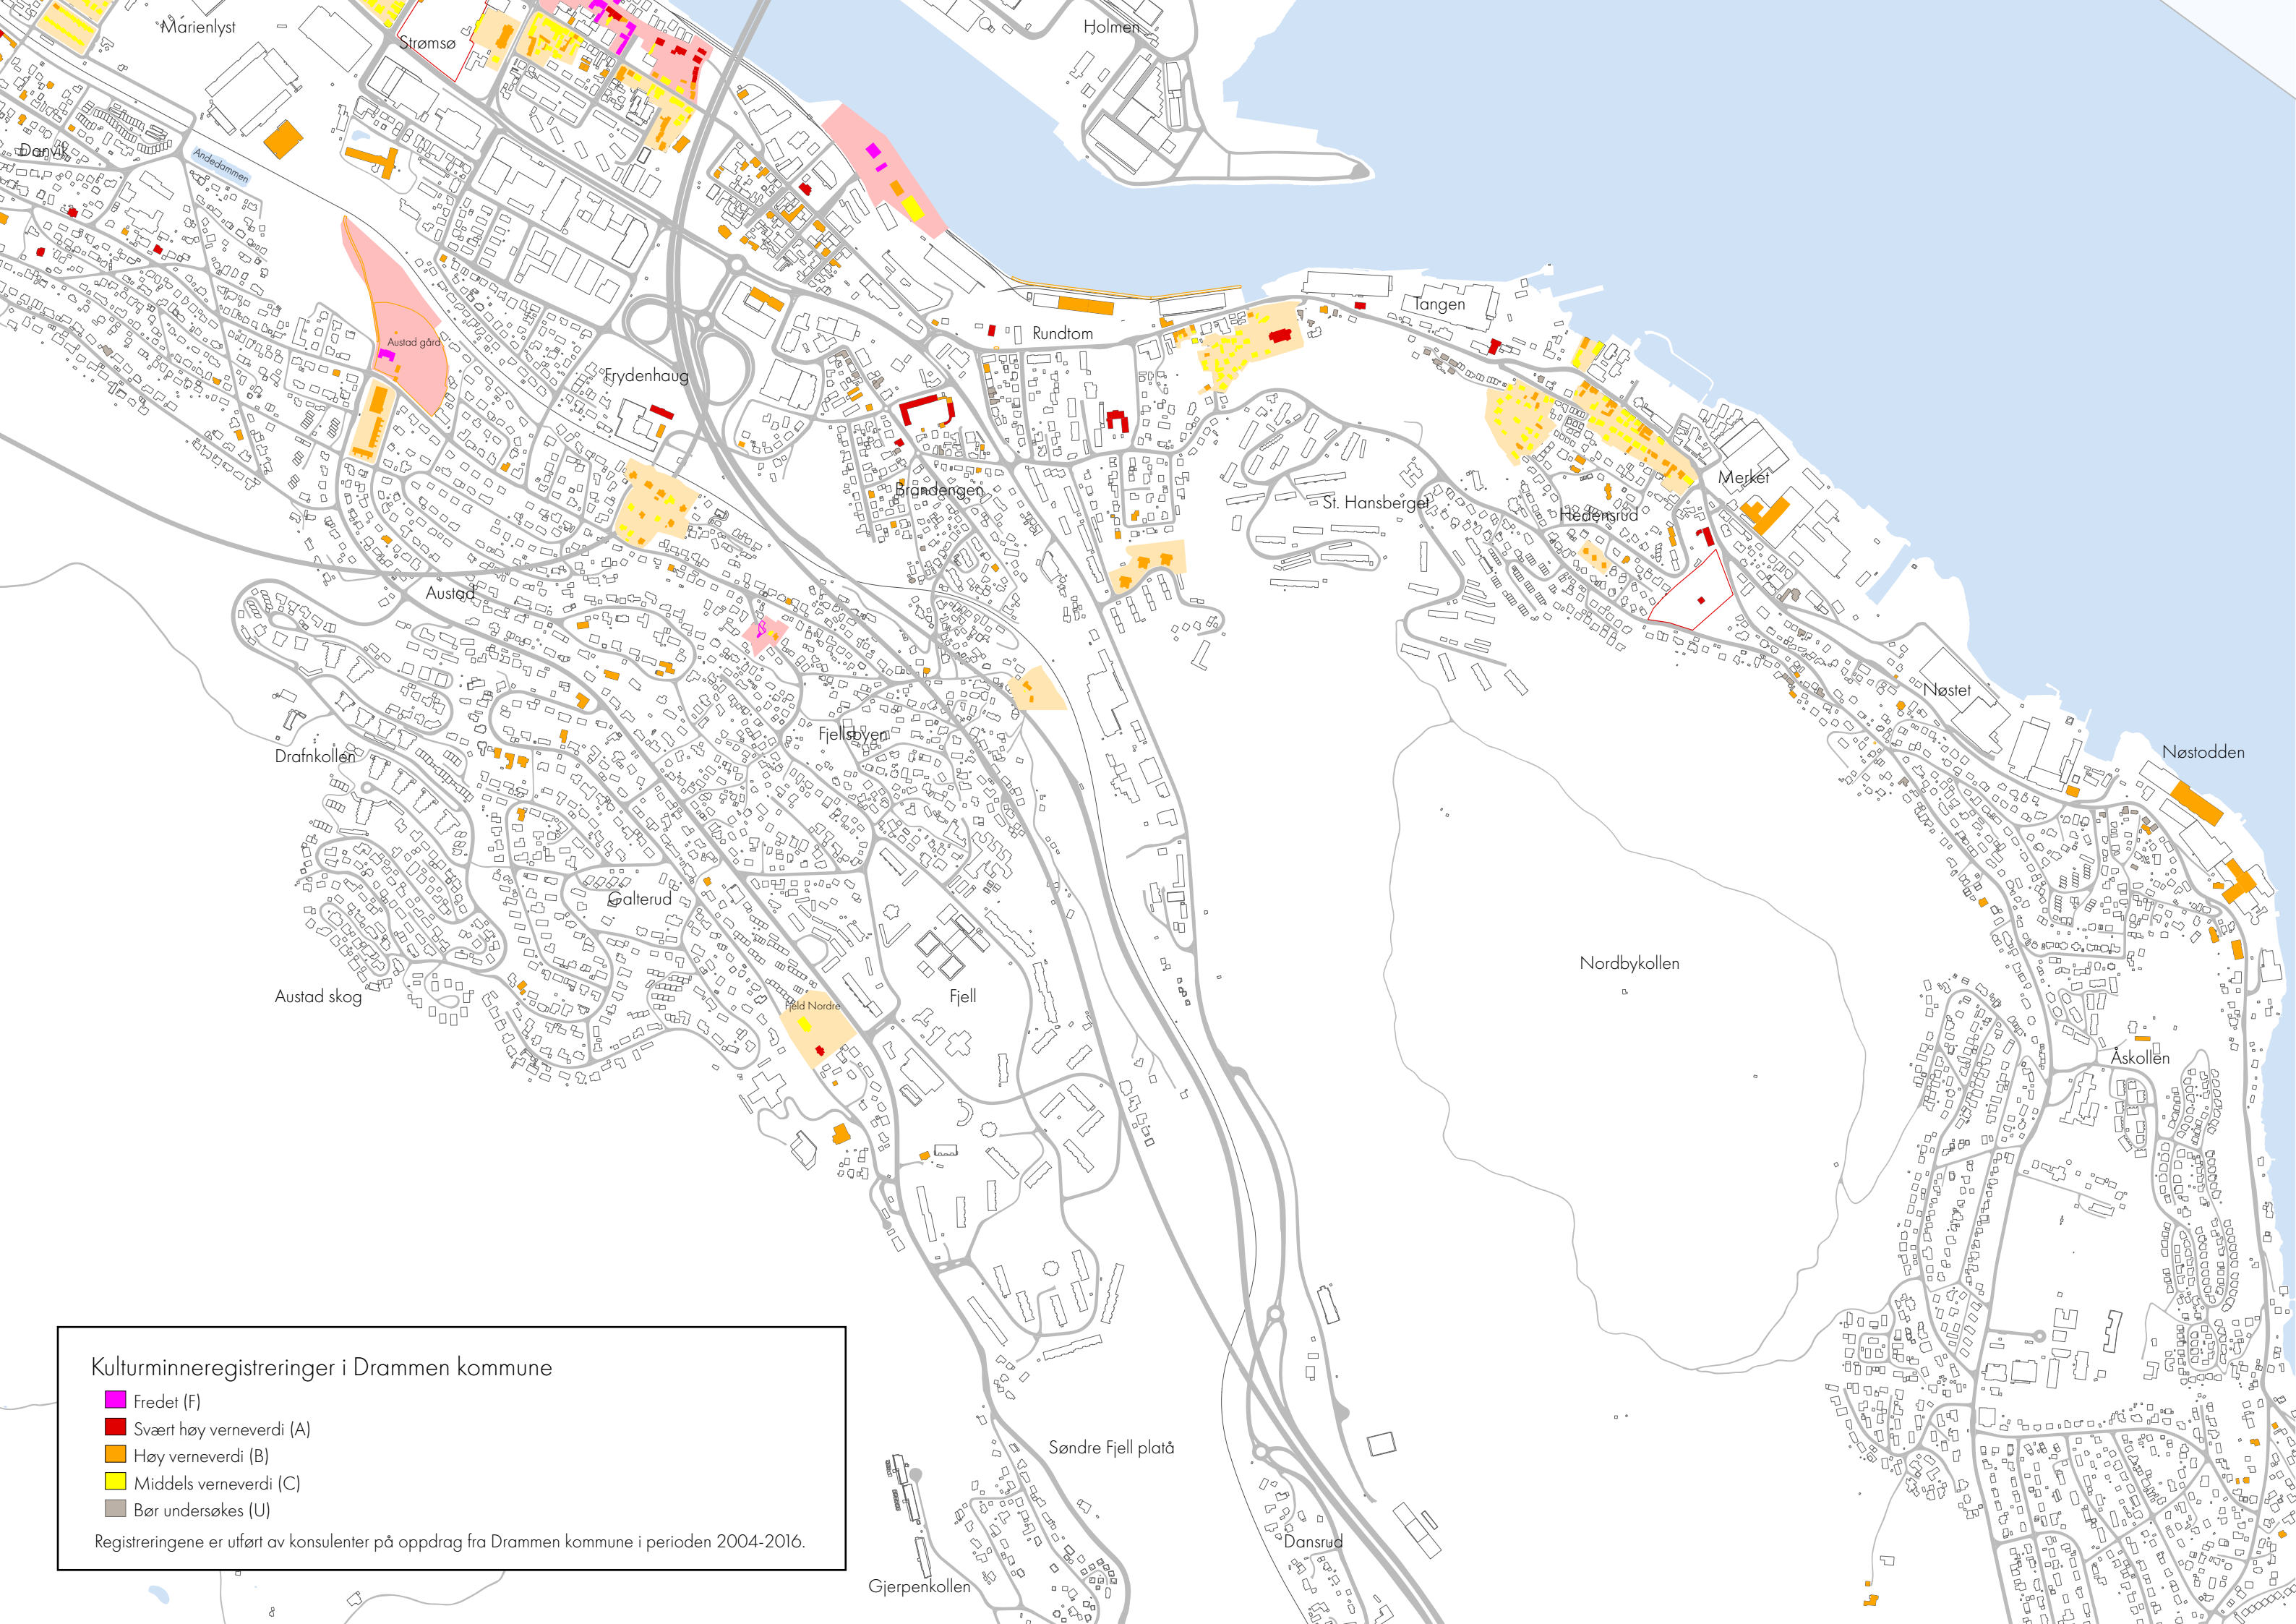 Marienlyst
Strømsø
Holmen
Danvik
Andedammen
Austad gård
Tangen
Rundtom
Frydenhaug
Merket
Brandengen
St. Hansberget
Hedensrud
Austad
Nøstet
Fjellsbyen
Drafnkollen
Nøstodden
Galterud
Nordbykollen
Austad skog
Fjell
Fjeld Nordre
Åskollen
Søndre Fjell platå
Dansrud
Gjerpenkollen
Kulturminneregistreringer i Drammen kommune
Fredet (F)
Svært høy verneverdi (A)
Høy verneverdi (B)
Middels verneverdi (C)
Bør undersøkes (U)
Registreringene er utført av konsulenter på oppdrag fra Drammen kommune i perioden 2004-2016.